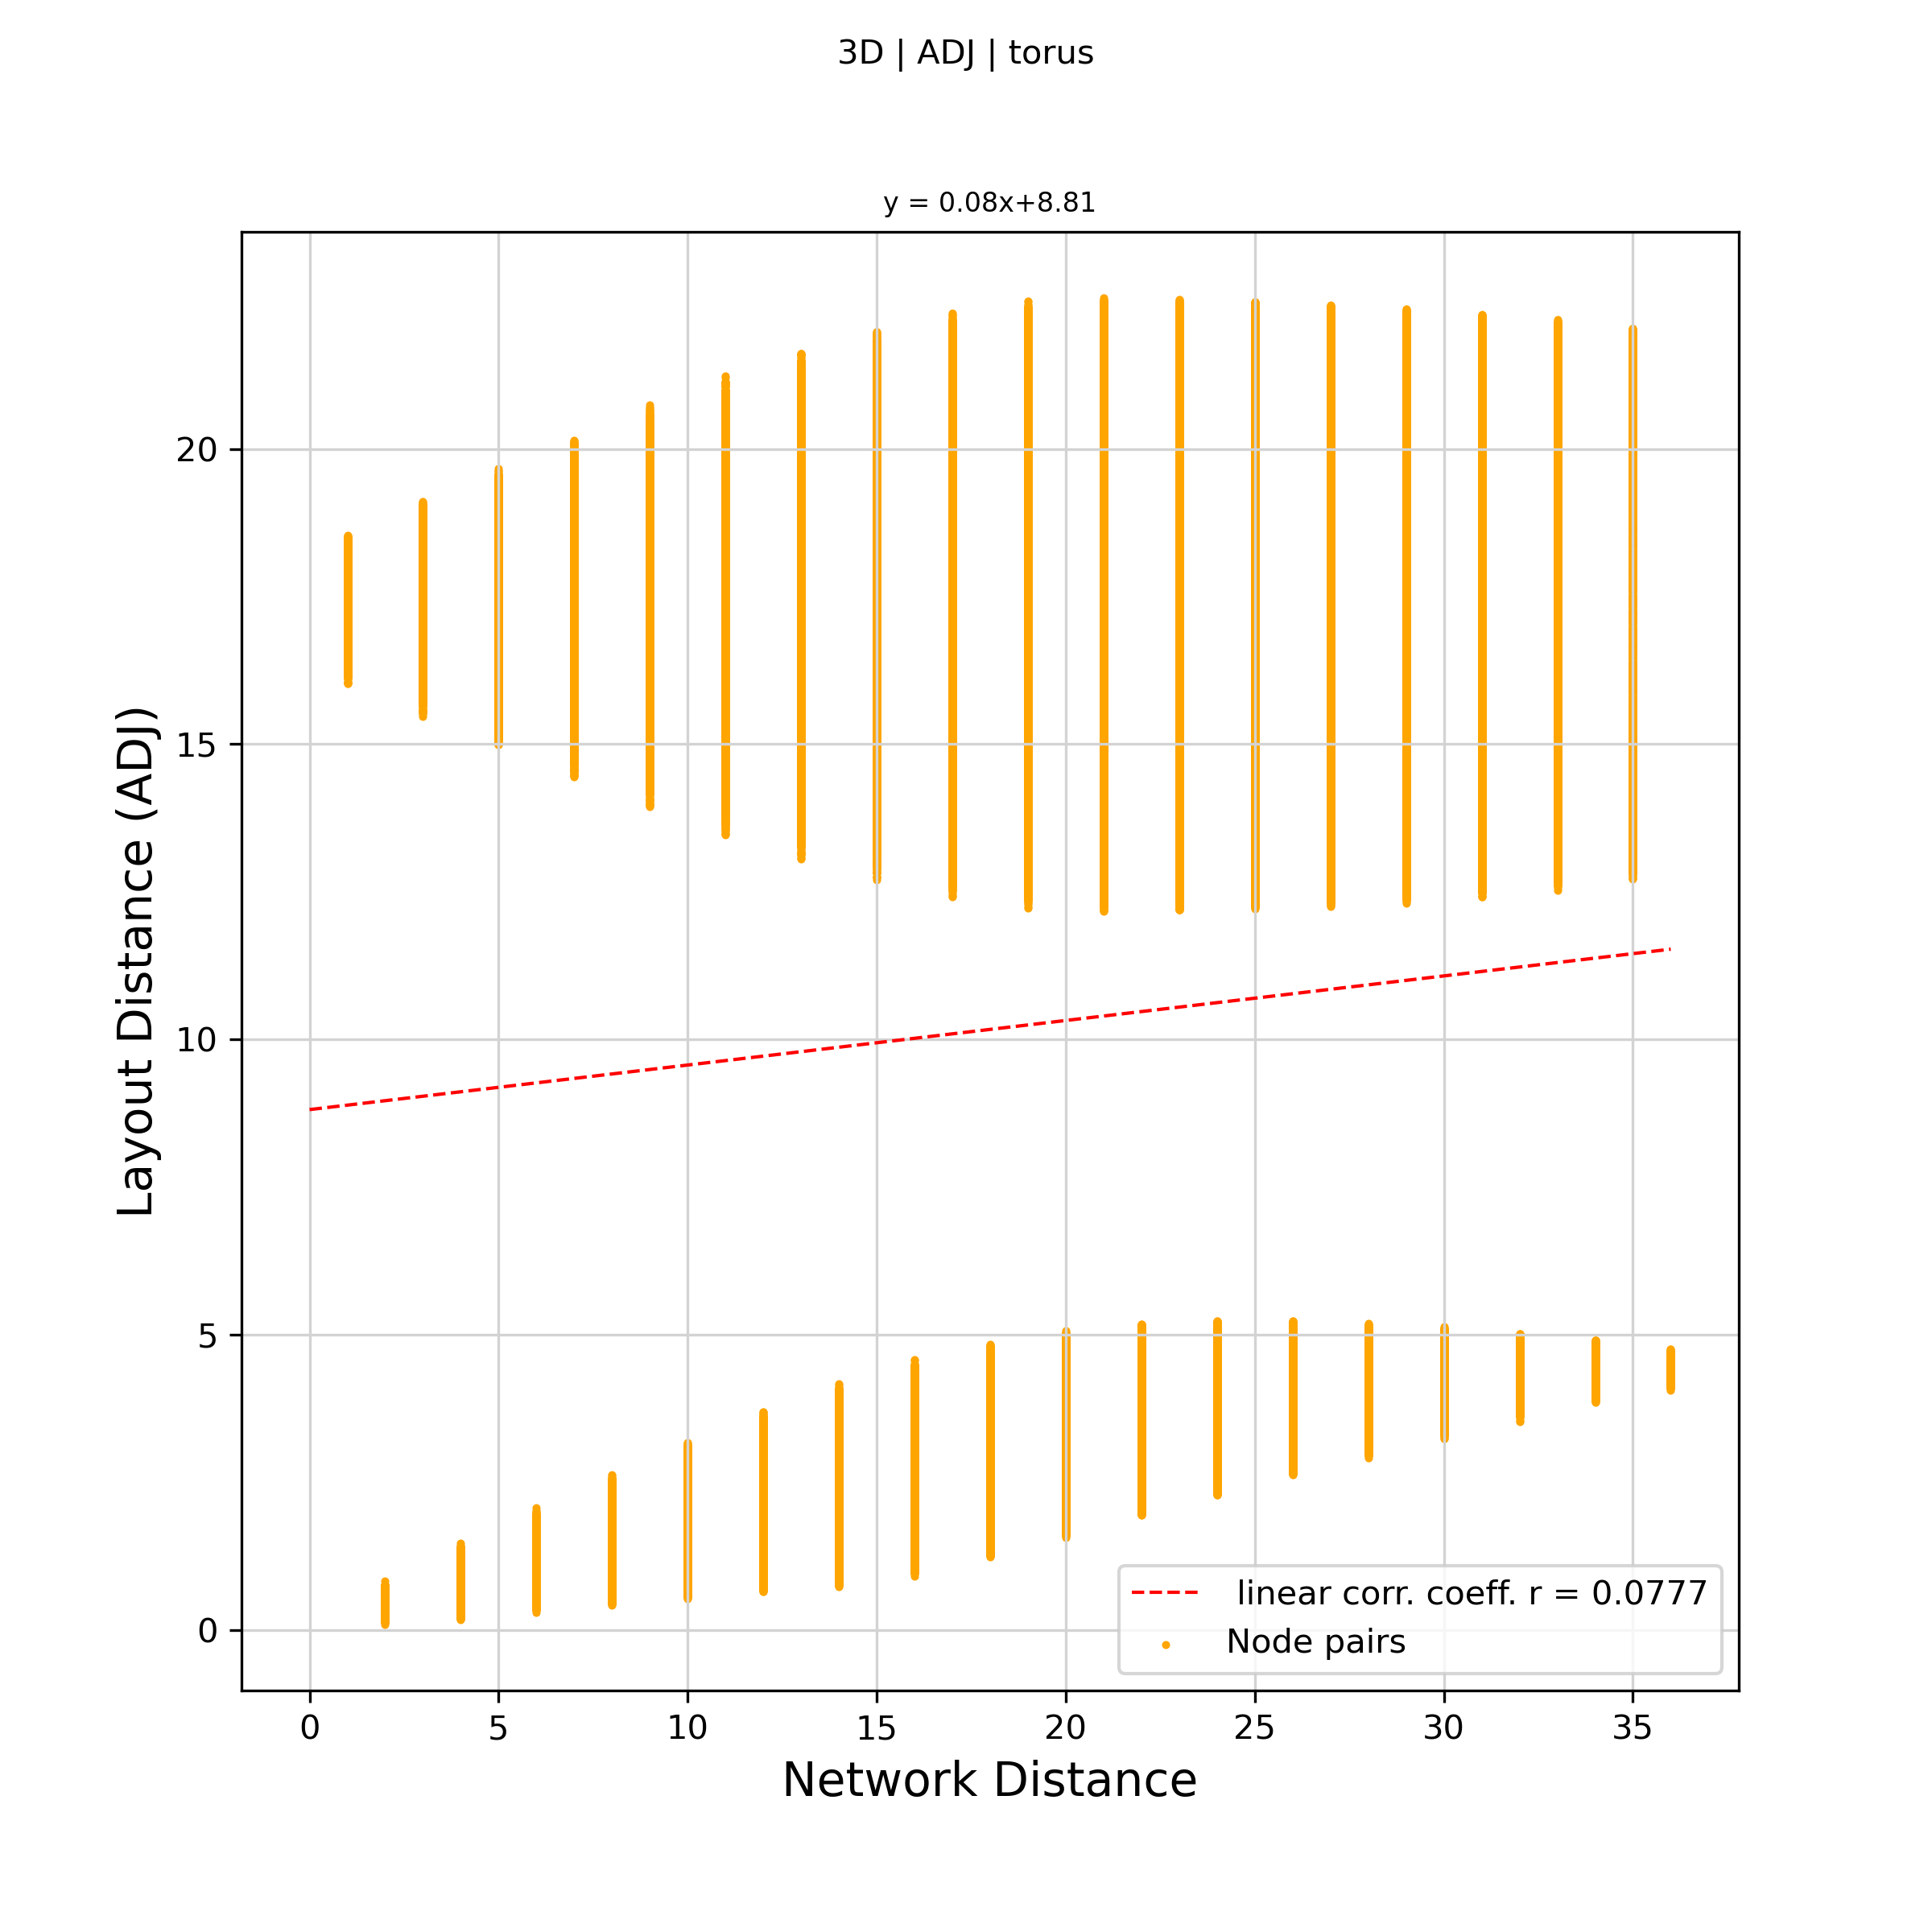 3D | ADJ | torus
y = 0.08x+8.81
Layout Distance (ADJ)
20
15
10
5
0
linear corr. coeff. r = 0.0777
Node pairs
0 5 10 15 20 25 30 35
Network Distance